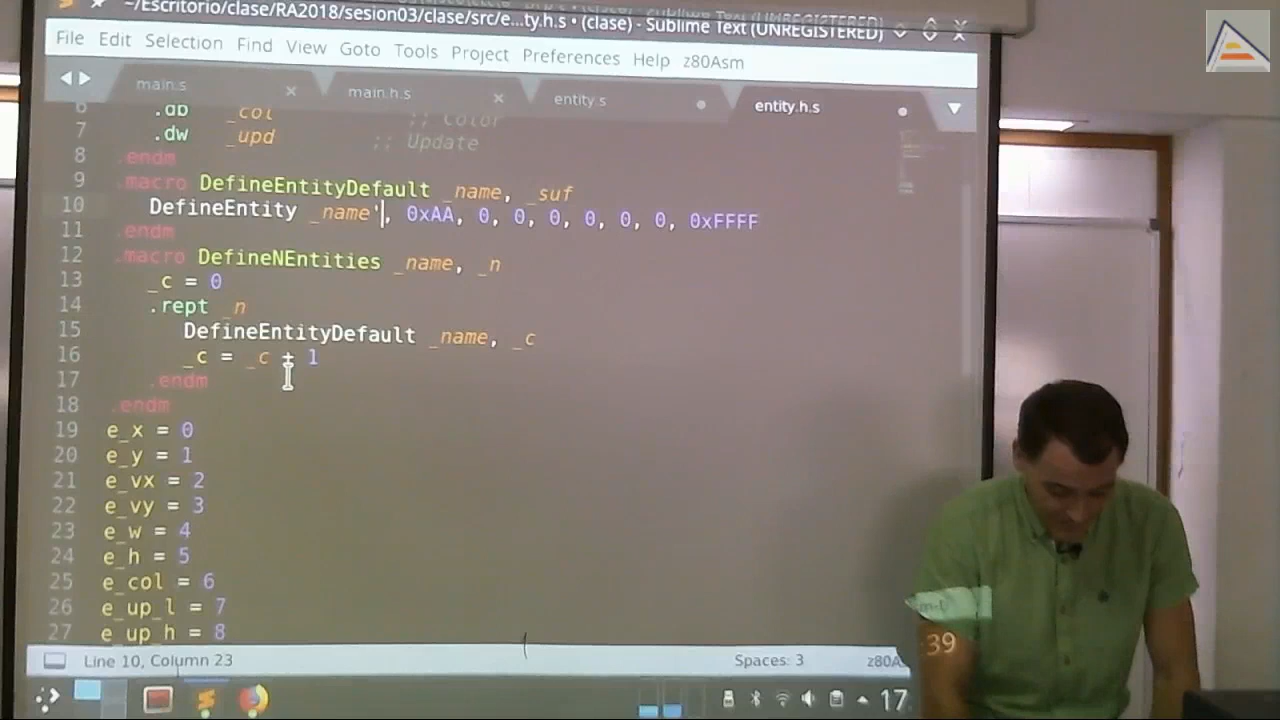 ~/Escritorio/clase/RA2018/sesion03/clase/src/e...ty.h.s • (clase) - Sublime Text (UNREGISTERED)
File Edit Selection Find View Goto Tools Project Preferences Help z80Asm
main.s main.h.s entity.s entity.h.s
6 .db _col ;; Color
7 .dw _upd ;; Update
8 .endm
9 .macro DefineEntityDefault _name, _suf
10 DefineEntity _name', 0xAA, 0, 0, 0, 0, 0, 0, 0xFFFF
11 .endm
12 .macro DefineNEntities _name, _n
13 _c = 0
14 .rept _n
15 DefineEntityDefault _name, _c
16 _c = _c + 1
17 .endm
18 .endm
19 e_x = 0
20 e_y = 1
21 e_vx = 2
22 e_vy = 3
23 e_w = 4
24 e_h = 5
25 e_col = 6
26 e_up_l = 7
27 e_up_h = 8
Line 10, Column 23 Spaces: 3
17 39